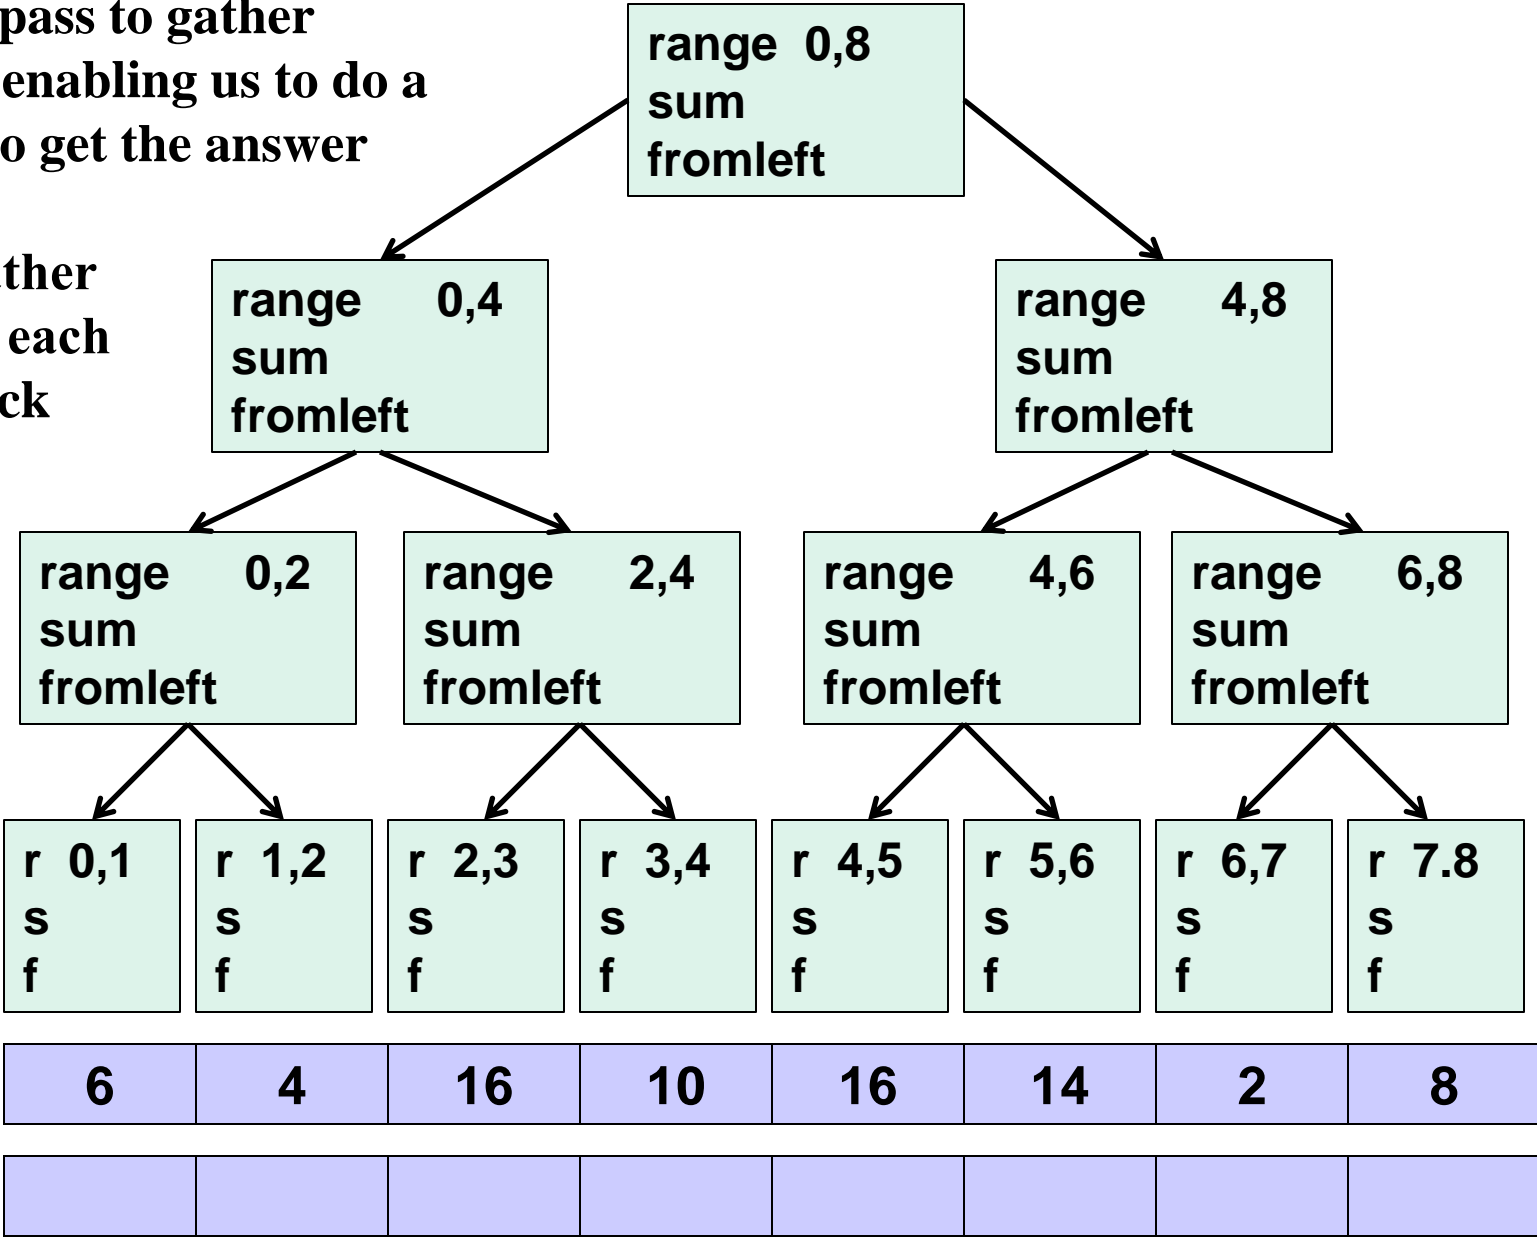 pass to gather
enabling us to do a
o get the answer
ther
each
ck
range 0,8
sum
fromleft
range 0,4
sum
fromleft
range 4,8
sum
fromleft
range 0,2
sum
fromleft
range 2,4
sum
fromleft
range 4,6
sum
fromleft
range 6,8
sum
fromleft
r 0,1
s
f
r 1,2
s
f
r 2,3
s
f
r 3,4
s
f
r 4,5
s
f
r 5,6
s
f
r 6,7
s
f
r 7.8
s
f
6 4 16 10 16 14 2 8